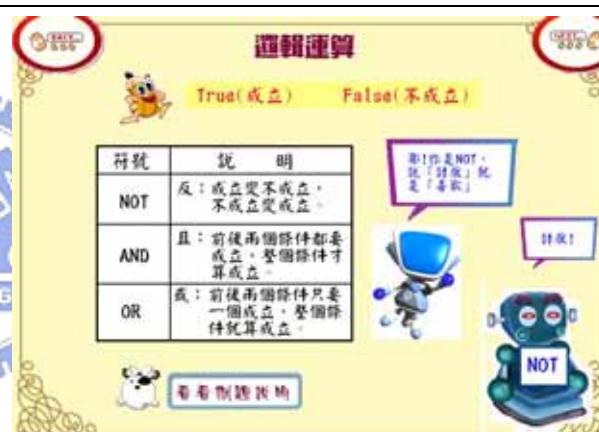 BACK
NEXT
邏輯運算
True(成立) False(不成立)
符號 說 明
NOT 反：成立變不成立，
不成立變成立。
AND 且：前後兩個條件都要
成立，整個條件才
算成立。
OR 或：前後兩個條件只要
一個成立，整個條
件就算成立。
那!你是NOT，
說「討厭」就
是「喜歡」
討厭!
NOT
看看例題說明